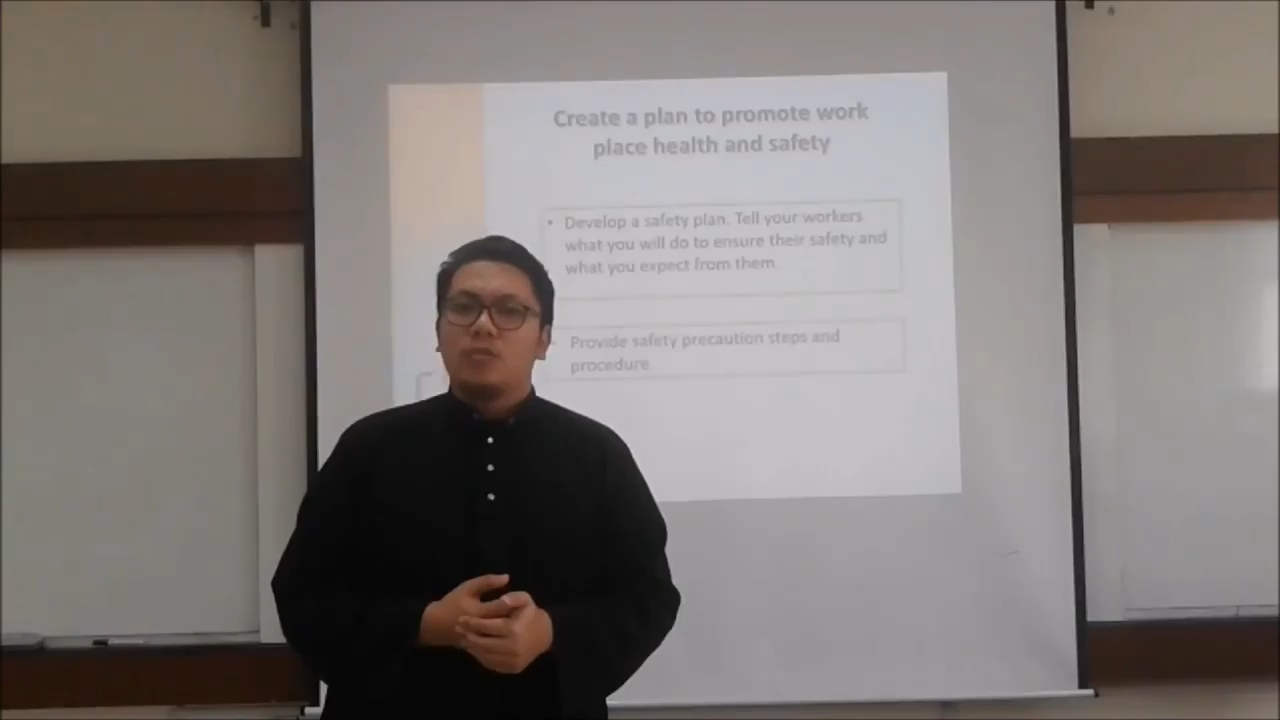 Create a plan to promote work
place health and safety
• Develop a safety plan. Tell your workers
what you will do to ensure their safety and
what you expect from them.
Provide safety precaution steps and
procedure.